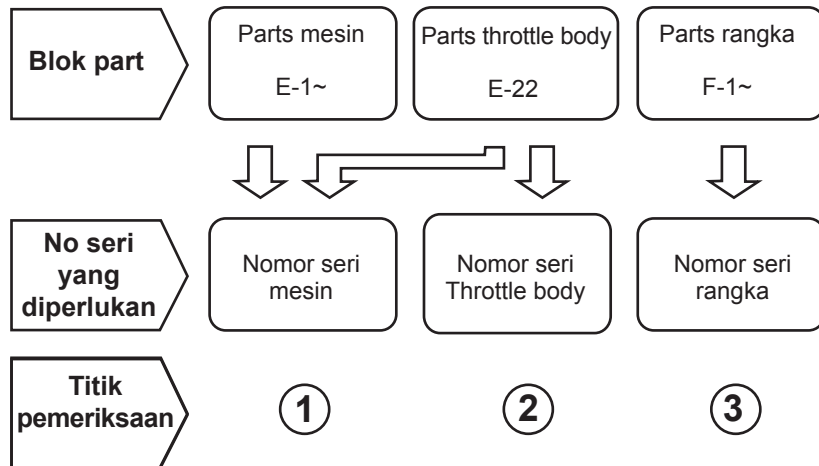 Blok part
Parts mesin
E-1~
Parts throttle body
E-22
Parts rangka
F-1~
No seri
yang
diperlukan
Nomor seri
mesin
Nomor seri
Throttle body
Nomor seri
rangka
Titik
pemeriksaan
1
2
3